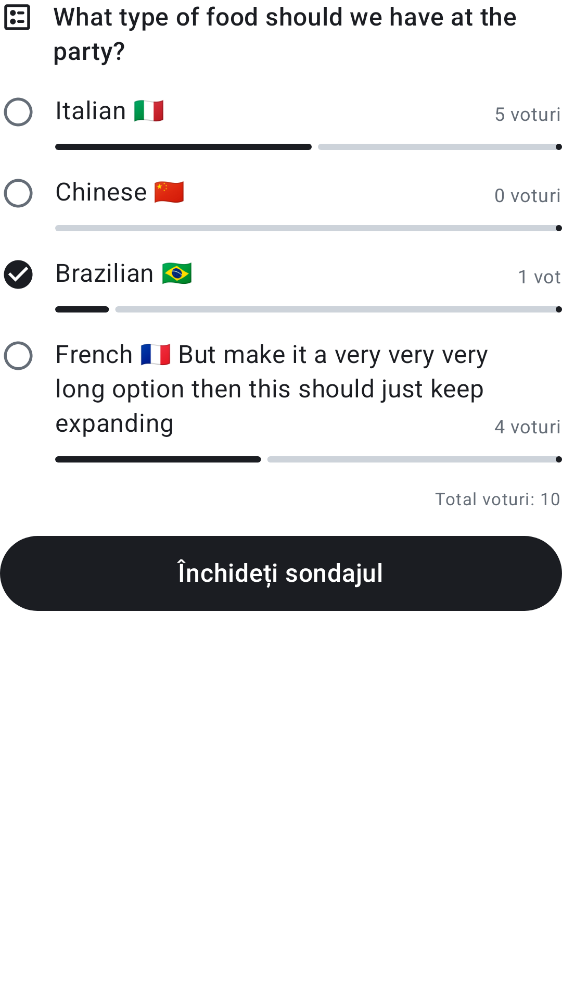 What type of food should we have at the
party?
Italian 🇮🇹
5 voturi
Chinese 🇨🇳
0 voturi
Brazilian 🇧🇷
1 vot
French 🇫🇷 But make it a very very very
long option then this should just keep
expanding
4 voturi
Total voturi: 10
Închideți sondajul